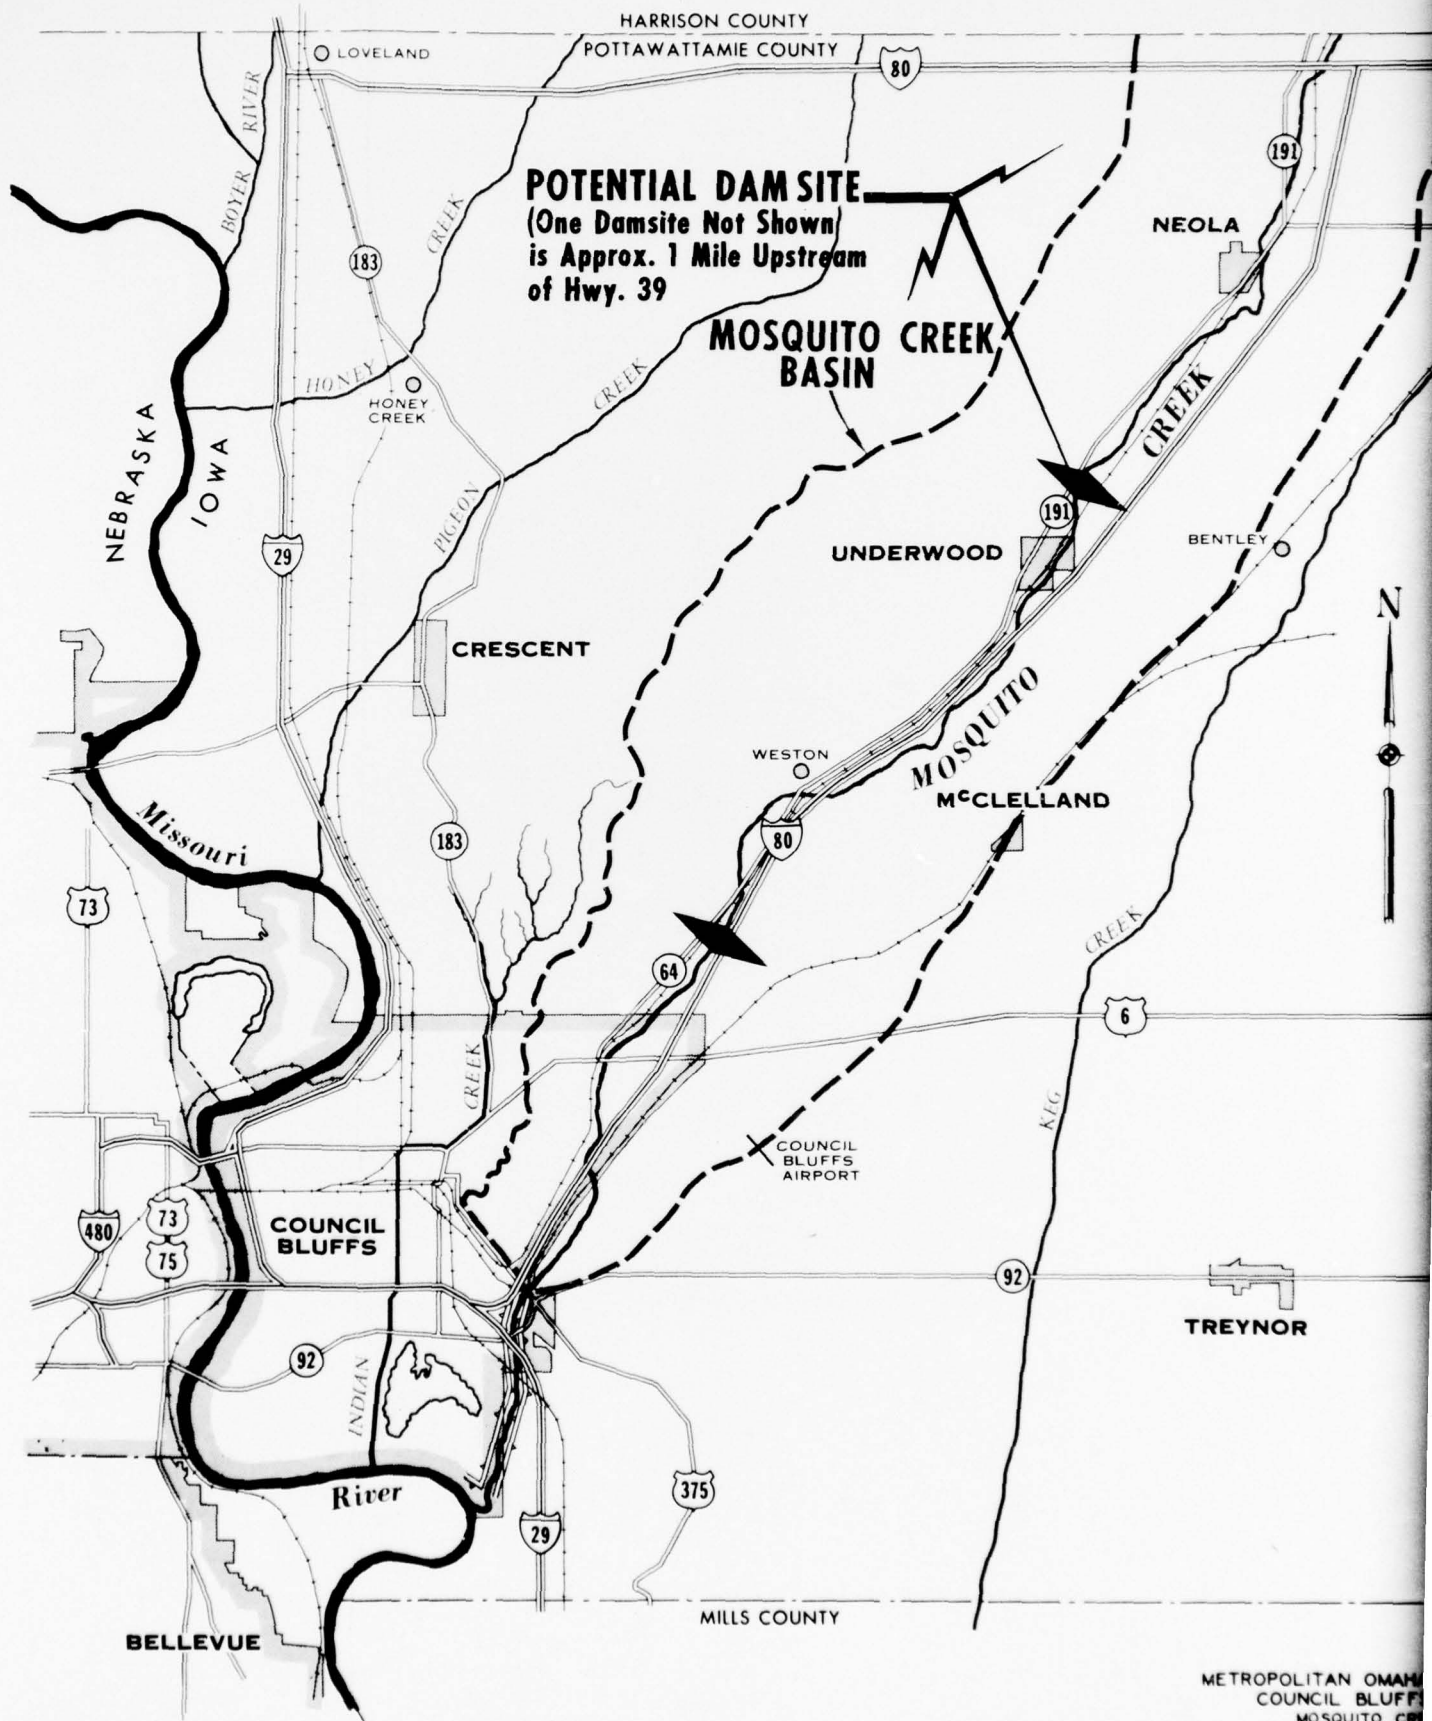 HARRISON COUNTY
POTTAWATTAMIE COUNTY
LOVELAND
80
BOYER RIVER
191
POTENTIAL DAM SITE
(One Damsite Not Shown
is Approx. 1 Mile Upstream
of Hwy. 39
NEOLA
183
CREEK
HONEY
HONEY
CREEK
MOSQUITO CREEK
BASIN
CREEK
PIGEON
NEBRASKA
IOWA
CREEK
MOSQUITO
29
191
UNDERWOOD
BENTLEY
N
CRESCENT
WESTON
McCLELLAND
Missouri
183
80
73
64
CREEK
KEG
6
CREEK
COUNCIL
BLUFFS
AIRPORT
480
73
75
COUNCIL
BLUFFS
92
TREYNOR
92
INDIAN
River
375
29
MILLS COUNTY
BELLEVUE
METROPOLITAN
COUNCIL
MOSQUITO